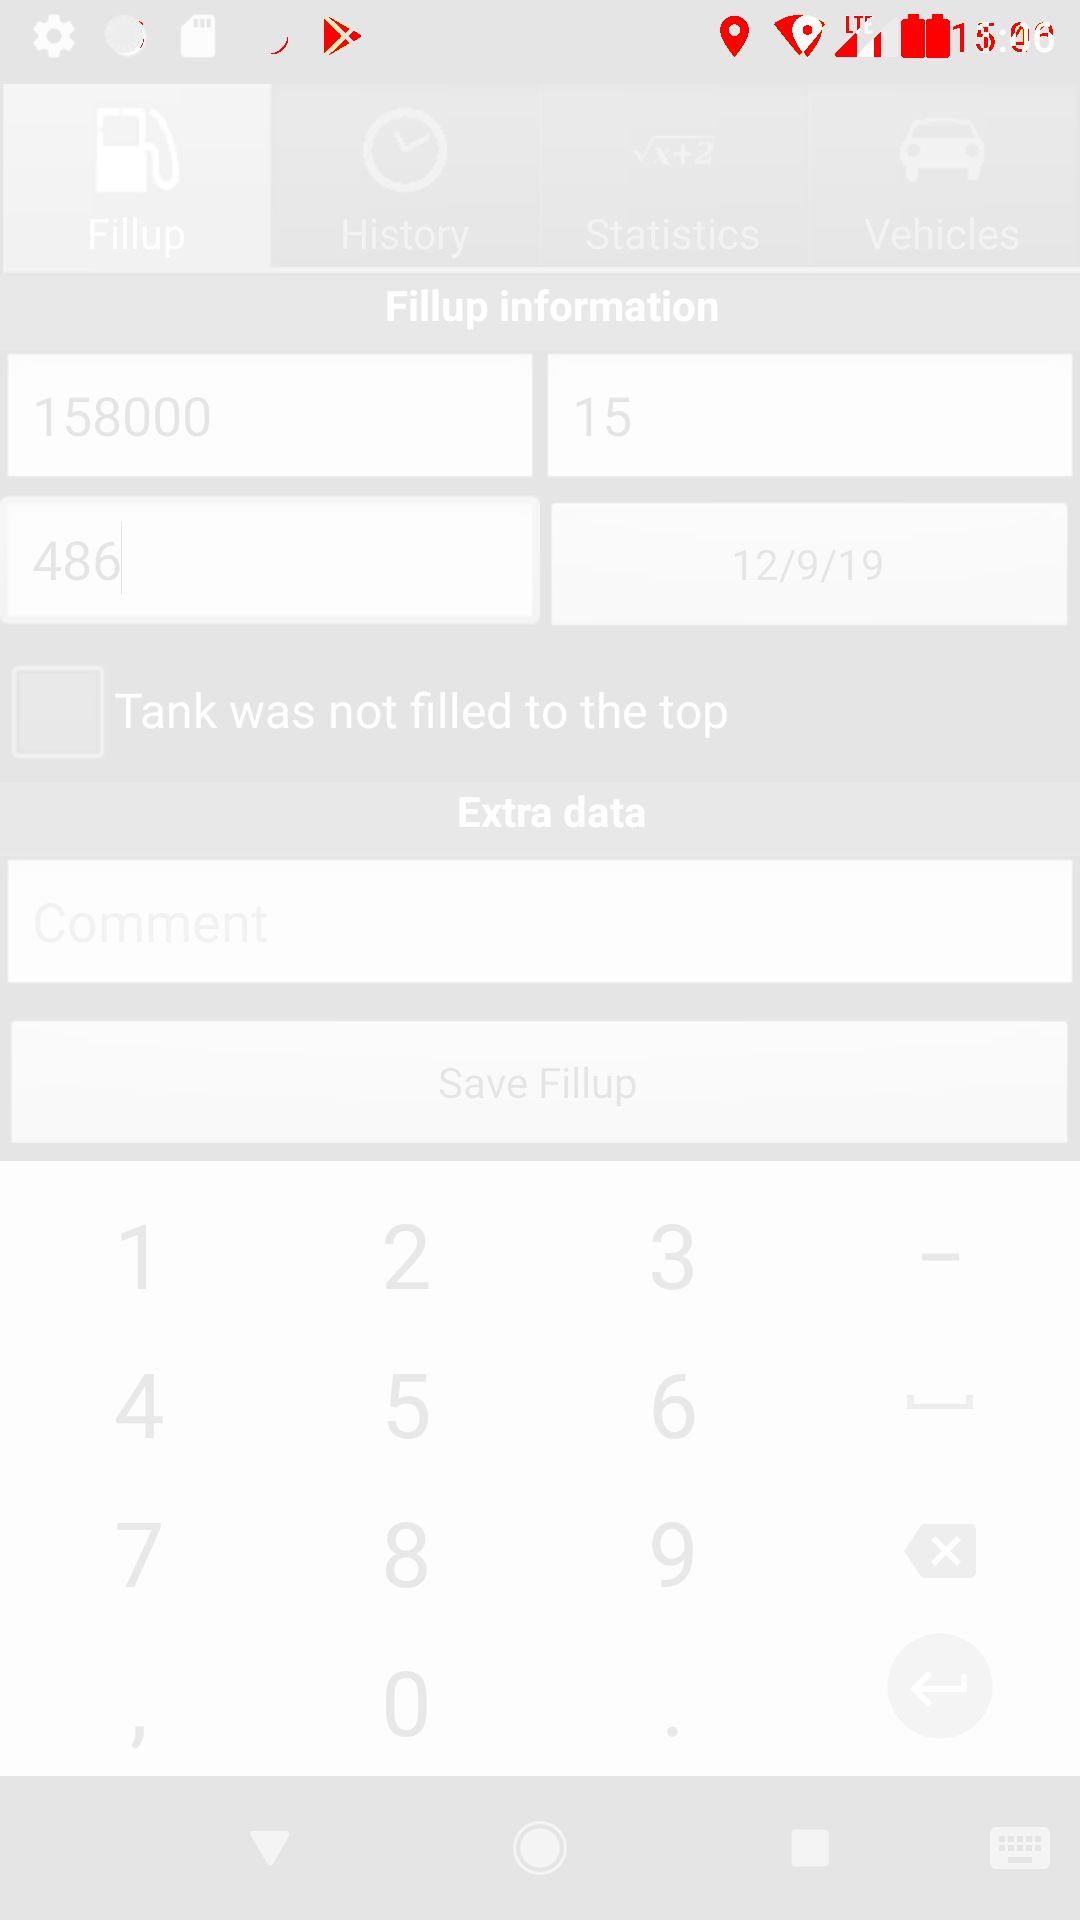 LTE
Fillup
History
√x+2
Statistics
Vehicles
Fillup information
158000
15
486
12/9/19
Tank was not filled to the top
Extra data
Comment
Save Fillup
1 2 3 –
4 5 6
7 8 9
, 0 .